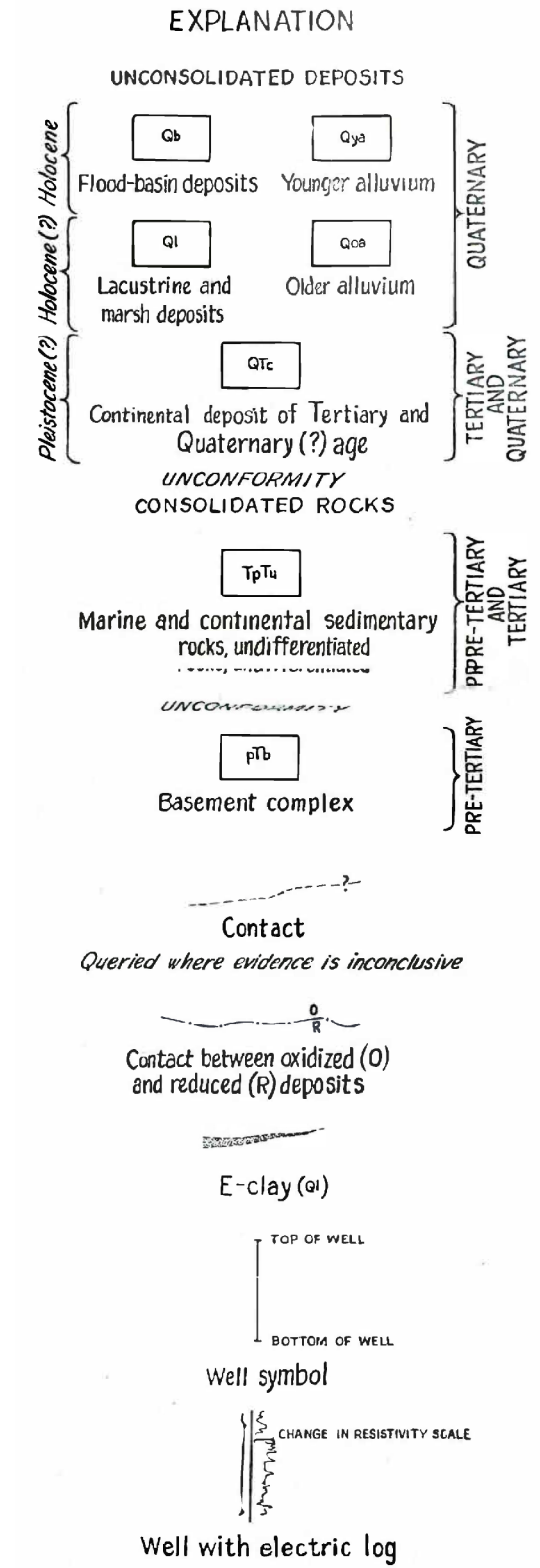 EXPLANATION
UNCONSOLIDATED DEPOSITS
Holocene
Qb
Qya
Flood-basin deposits
Younger alluvium
QUATERNARY
Holocene(?)
Ql
Qoa
Lacustrine and
marsh deposits
Older alluvium
Pleistocene(?)
QTc
Continental deposit of Tertiary and
Quaternary (?) age
TERTIARY
AND
QUATERNARY
UNCONFORMITY
CONSOLIDATED ROCKS
TpTu
Marine and continental sedimentary
rocks, undifferentiated
PPRE-TERTIARY
AND
TERTIARY
UNCONFORMITY
pTb
Basement complex
PRE-TERTIARY
?
Contact
Queried where evidence is inconclusive
O
R
Contact between oxidized (O)
and reduced (R) deposits
E-clay (Ql)
TOP OF WELL
BOTTOM OF WELL
Well symbol
CHANGE IN RESISTIVITY SCALE
Well with electric log